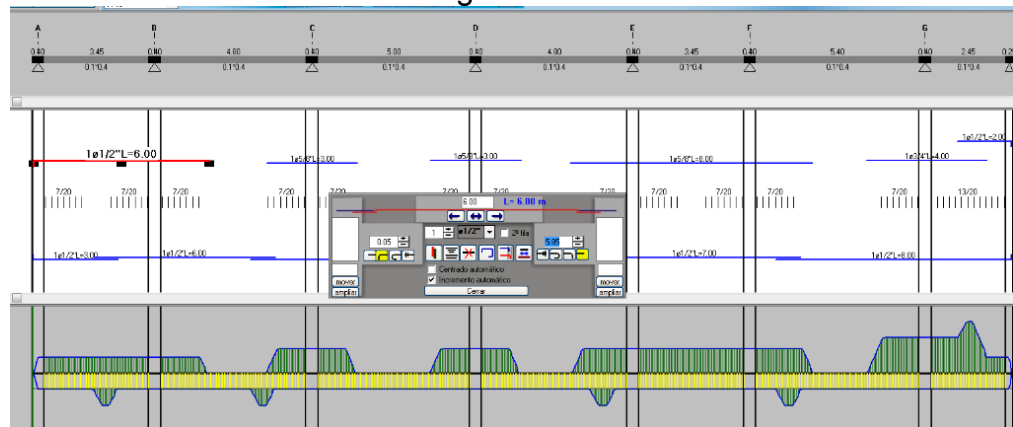 A B C D E F G
0.40 3.45 0.40 4.80 0.40 5.00 0.40 4.80 0.40 3.45 0.40 5.40 0.40 2.45
0.1*0.4 0.1*0.4 0.1*0.4 0.1*0.4 0.1*0.4 0.1*0.4 0.1*0.4
1ø1/2"L=2.00
1ø1/2"L=6.00 1ø5/8"L=3.00 1ø5/8"L=3.00 1ø5/8"L=8.00 1ø3/4"L=4.00
7/20 7/20 7/20 7/20 7/20 7/20 7/20 7/20 7/20 7/20 7/20 13/20
6.00 L= 6.00 m
1 ø1/2" 2ª fila
0.05 5.05
1ø1/2"L=3.00 1ø1/2"L=6.00 1ø1/2"L=7.00 1ø1/2"L=8.00
Centrado automático
mover Incremento automático mover
ampliar Cerrar ampliar